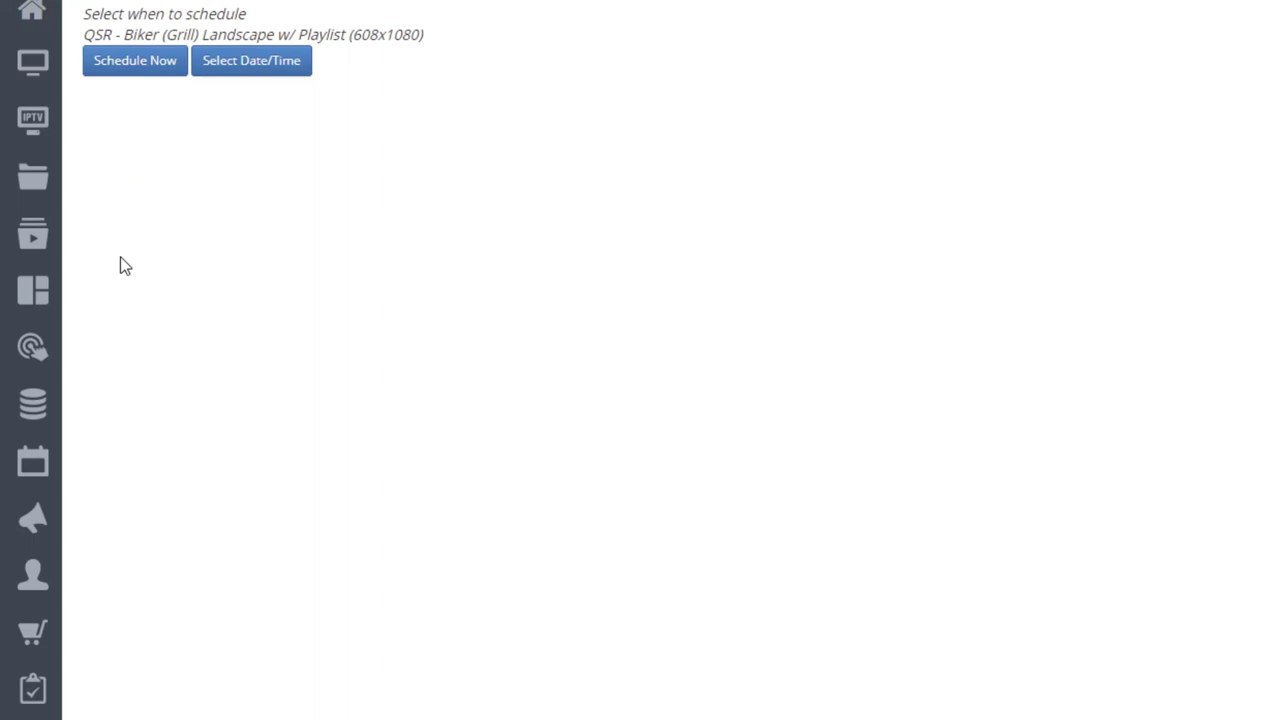 Select when to schedule
QSR - Biker (Grill) Landscape w/ Playlist (608x1080)
Schedule Now Select Date/Time
IPTV